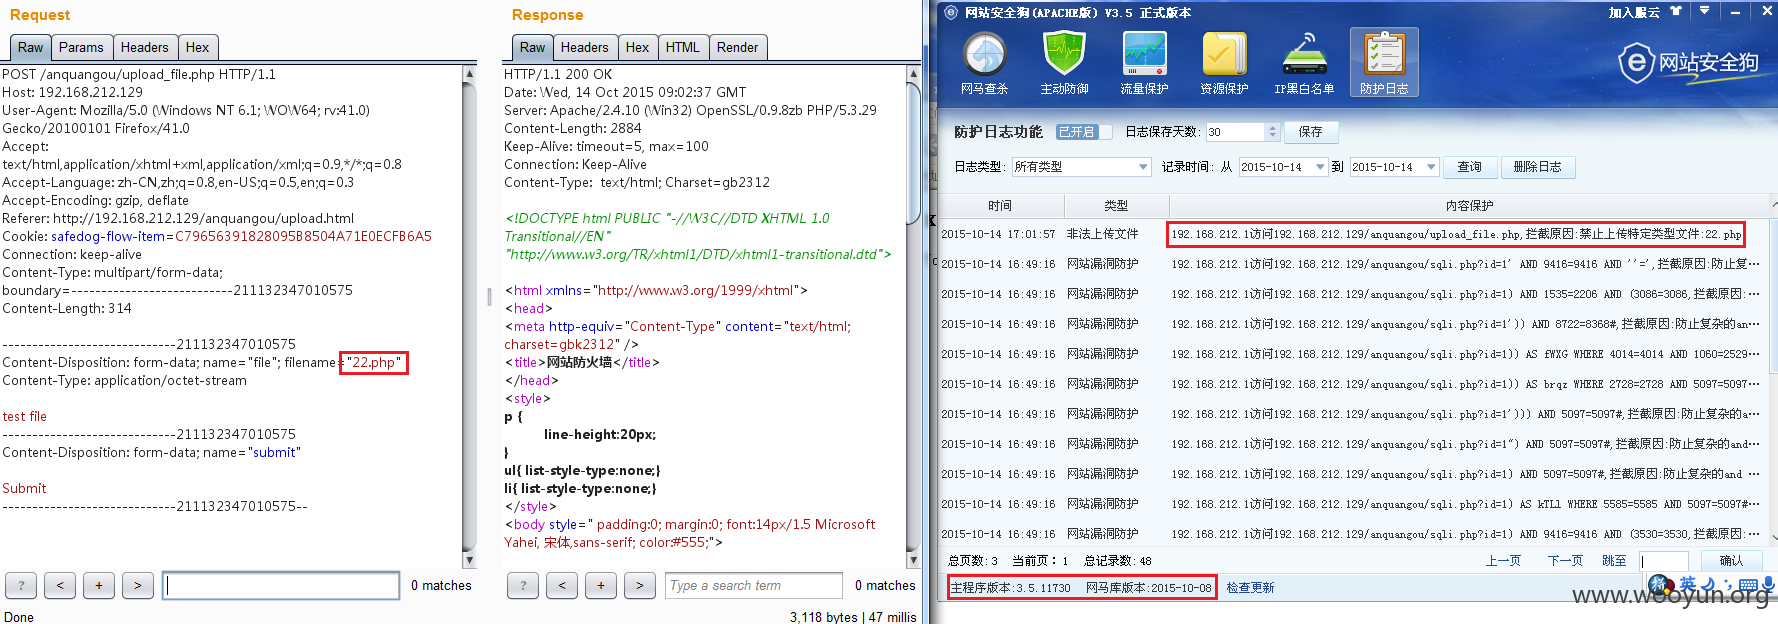 Request
Raw Params Headers Hex
POST /anquangou/upload_file.php HTTP/1.1
Host: 192.168.212.129
User-Agent: Mozilla/5.0 (Windows NT 6.1; WOW64; rv:41.0)
Gecko/20100101 Firefox/41.0
Accept:
text/html,application/xhtml+xml,application/xml;q=0.9,*/*;q=0.8
Accept-Language: zh-CN,zh;q=0.8,en-US;q=0.5,en;q=0.3
Accept-Encoding: gzip, deflate
Referer: http://192.168.212.129/anquangou/upload.html
Cookie: safedog-flow-item=C79656391828095B8504A71E0ECFB6A5
Connection: keep-alive
Content-Type: multipart/form-data;
boundary=---------------------------211132347010575
Content-Length: 314
-----------------------------211132347010575
Content-Disposition: form-data; name="file"; filename="22.php"
Content-Type: application/octet-stream
test file
-----------------------------211132347010575
Content-Disposition: form-data; name="submit"
Submit
-----------------------------211132347010575--
? < + > 0 matches
Done
Response
Raw Headers Hex HTML Render
HTTP/1.1 200 OK
Date: Wed, 14 Oct 2015 09:02:37 GMT
Server: Apache/2.4.10 (Win32) OpenSSL/0.9.8zb PHP/5.3.29
Content-Length: 2884
Keep-Alive: timeout=5, max=100
Connection: Keep-Alive
Content-Type:  text/html; Charset=gb2312
<!DOCTYPE html PUBLIC "-//W3C//DTD XHTML 1.0
Transitional//EN"
"http://www.w3.org/TR/xhtml1/DTD/xhtml1-transitional.dtd">
<html xmlns="http://www.w3.org/1999/xhtml">
<head>
<meta http-equiv="Content-Type" content="text/html;
charset=gbk2312" />
<title>网站防火墙</title>
</head>
<style>
p {
line-height:20px;
}
ul{ list-style-type:none;}
li{ list-style-type:none;}
</style>
<body style=" padding:0; margin:0; font:14px/1.5 Microsoft
Yahei, 宋体,sans-serif; color:#555;">
? < + > Type a search term 0 matches
3,118 bytes | 47 millis
网站安全狗(APACHE版) V3.5 正式版本 加入服云
网马查杀 主动防御 流量保护 资源保护 IP黑白名单 防护日志 网站安全狗
防护日志功能 已开启 日志保存天数: 30 保存
日志类型: 所有类型 记录时间: 从 2015-10-14 到 2015-10-14 查询 删除日志
时间 类型 内容保护
2015-10-14 17:01:57 非法上传文件 192.168.212.1访问192.168.212.129/anquangou/upload_file.php,拦截原因:禁止上传特定类型文件:22.php
2015-10-14 16:49:16 网站漏洞防护 192.168.212.1访问192.168.212.129/anquangou/sqli.php?id=1' AND 9416=9416 AND ''=',拦截原因:防止复…
2015-10-14 16:49:16 网站漏洞防护 192.168.212.1访问192.168.212.129/anquangou/sqli.php?id=1) AND 1535=2206 AND (3086=3086,拦截原因:…
2015-10-14 16:49:16 网站漏洞防护 192.168.212.1访问192.168.212.129/anquangou/sqli.php?id=1')) AND 8722=8368#,拦截原因:防止复杂的an…
2015-10-14 16:49:16 网站漏洞防护 192.168.212.1访问192.168.212.129/anquangou/sqli.php?id=1)) AS fWXG WHERE 4014=4014 AND 1060=2529…
2015-10-14 16:49:16 网站漏洞防护 192.168.212.1访问192.168.212.129/anquangou/sqli.php?id=1)) AS brqz WHERE 2728=2728 AND 5097=5097…
2015-10-14 16:49:16 网站漏洞防护 192.168.212.1访问192.168.212.129/anquangou/sqli.php?id=1'))) AND 5097=5097#,拦截原因:防止复杂的a…
2015-10-14 16:49:16 网站漏洞防护 192.168.212.1访问192.168.212.129/anquangou/sqli.php?id=1") AND 5097=5097#,拦截原因:防止复杂的and…
2015-10-14 16:49:16 网站漏洞防护 192.168.212.1访问192.168.212.129/anquangou/sqli.php?id=1) AND 5097=5097#,拦截原因:防止复杂的and …
2015-10-14 16:49:16 网站漏洞防护 192.168.212.1访问192.168.212.129/anquangou/sqli.php?id=1) AS kTLl WHERE 5585=5585 AND 5097=5097#…
2015-10-14 16:49:16 网站漏洞防护 192.168.212.1访问192.168.212.129/anquangou/sqli.php?id=1) AND 9416=9416 AND (3530=3530,拦截原因:…
总页数: 3 当前页: 1 总记录数: 48 上一页 下一页 跳至 确认
主程序版本:3.5.11730 网马库版本:2015-10-08 检查更新
英
www.wooyun.org